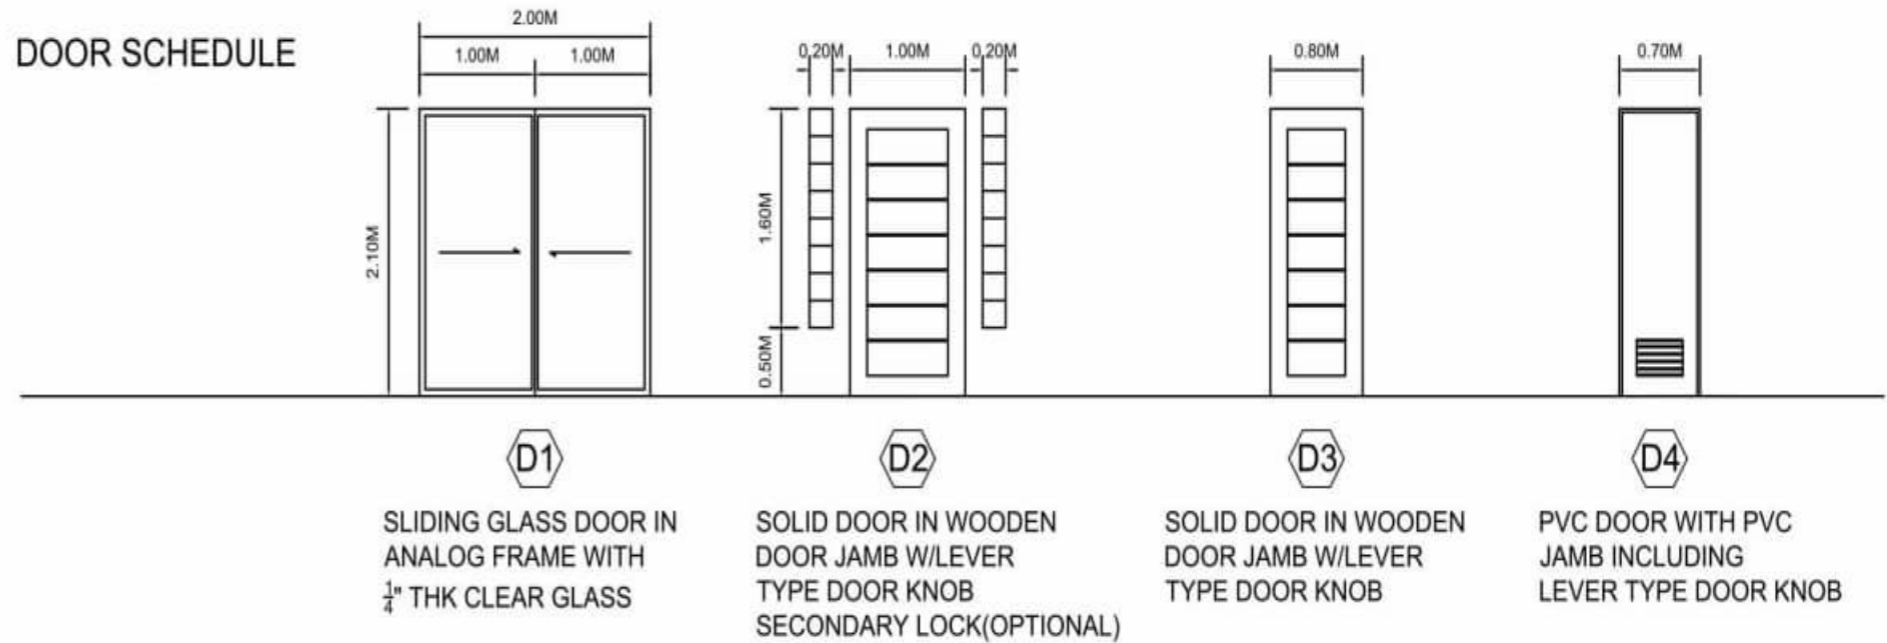 DOOR SCHEDULE
2.00M
1.00M 1.00M
2.10M
0.20M 1.00M 0.20M
1.60M
0.50M
0.80M
0.70M
D1
SLIDING GLASS DOOR IN
ANALOG FRAME WITH
1/4" THK CLEAR GLASS
D2
SOLID DOOR IN WOODEN
DOOR JAMB W/LEVER
TYPE DOOR KNOB
SECONDARY LOCK(OPTIONAL)
D3
SOLID DOOR IN WOODEN
DOOR JAMB W/LEVER
TYPE DOOR KNOB
D4
PVC DOOR WITH PVC
JAMB INCLUDING
LEVER TYPE DOOR KNOB